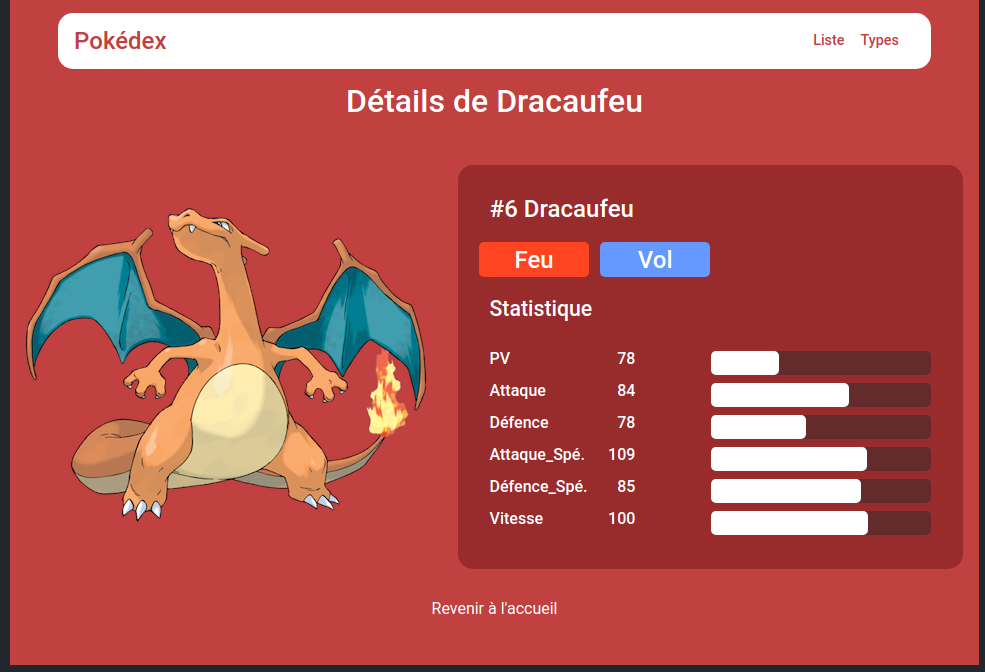 Pokédex Liste Types
Détails de Dracaufeu
#6 Dracaufeu
Feu Vol
Statistique
PV 78
Attaque 84
Défence 78
Attaque_Spé. 109
Défence_Spé. 85
Vitesse 100
Revenir à l'accueil